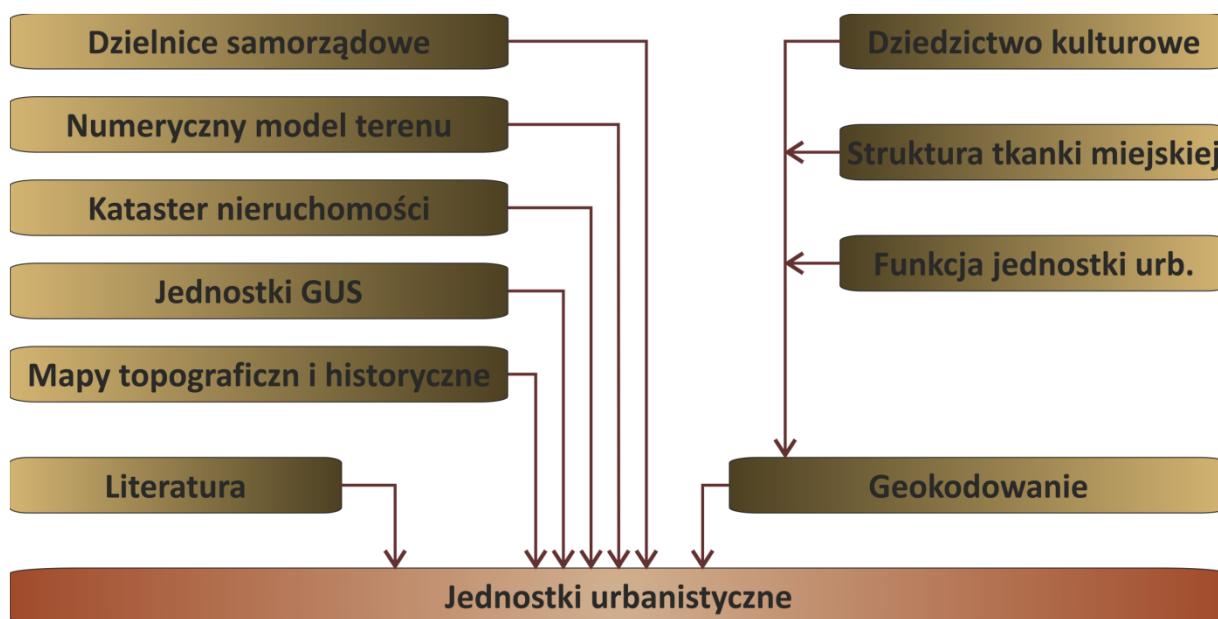 Dzielnice samorządowe
Numeryczny model terenu
Kataster nieruchomości
Jednostki GUS
Mapy topograficzn i historyczne
Literatura
Dziedzictwo kulturowe
Struktura tkanki miejskiej
Funkcja jednostki urb.
Geokodowanie
Jednostki urbanistyczne